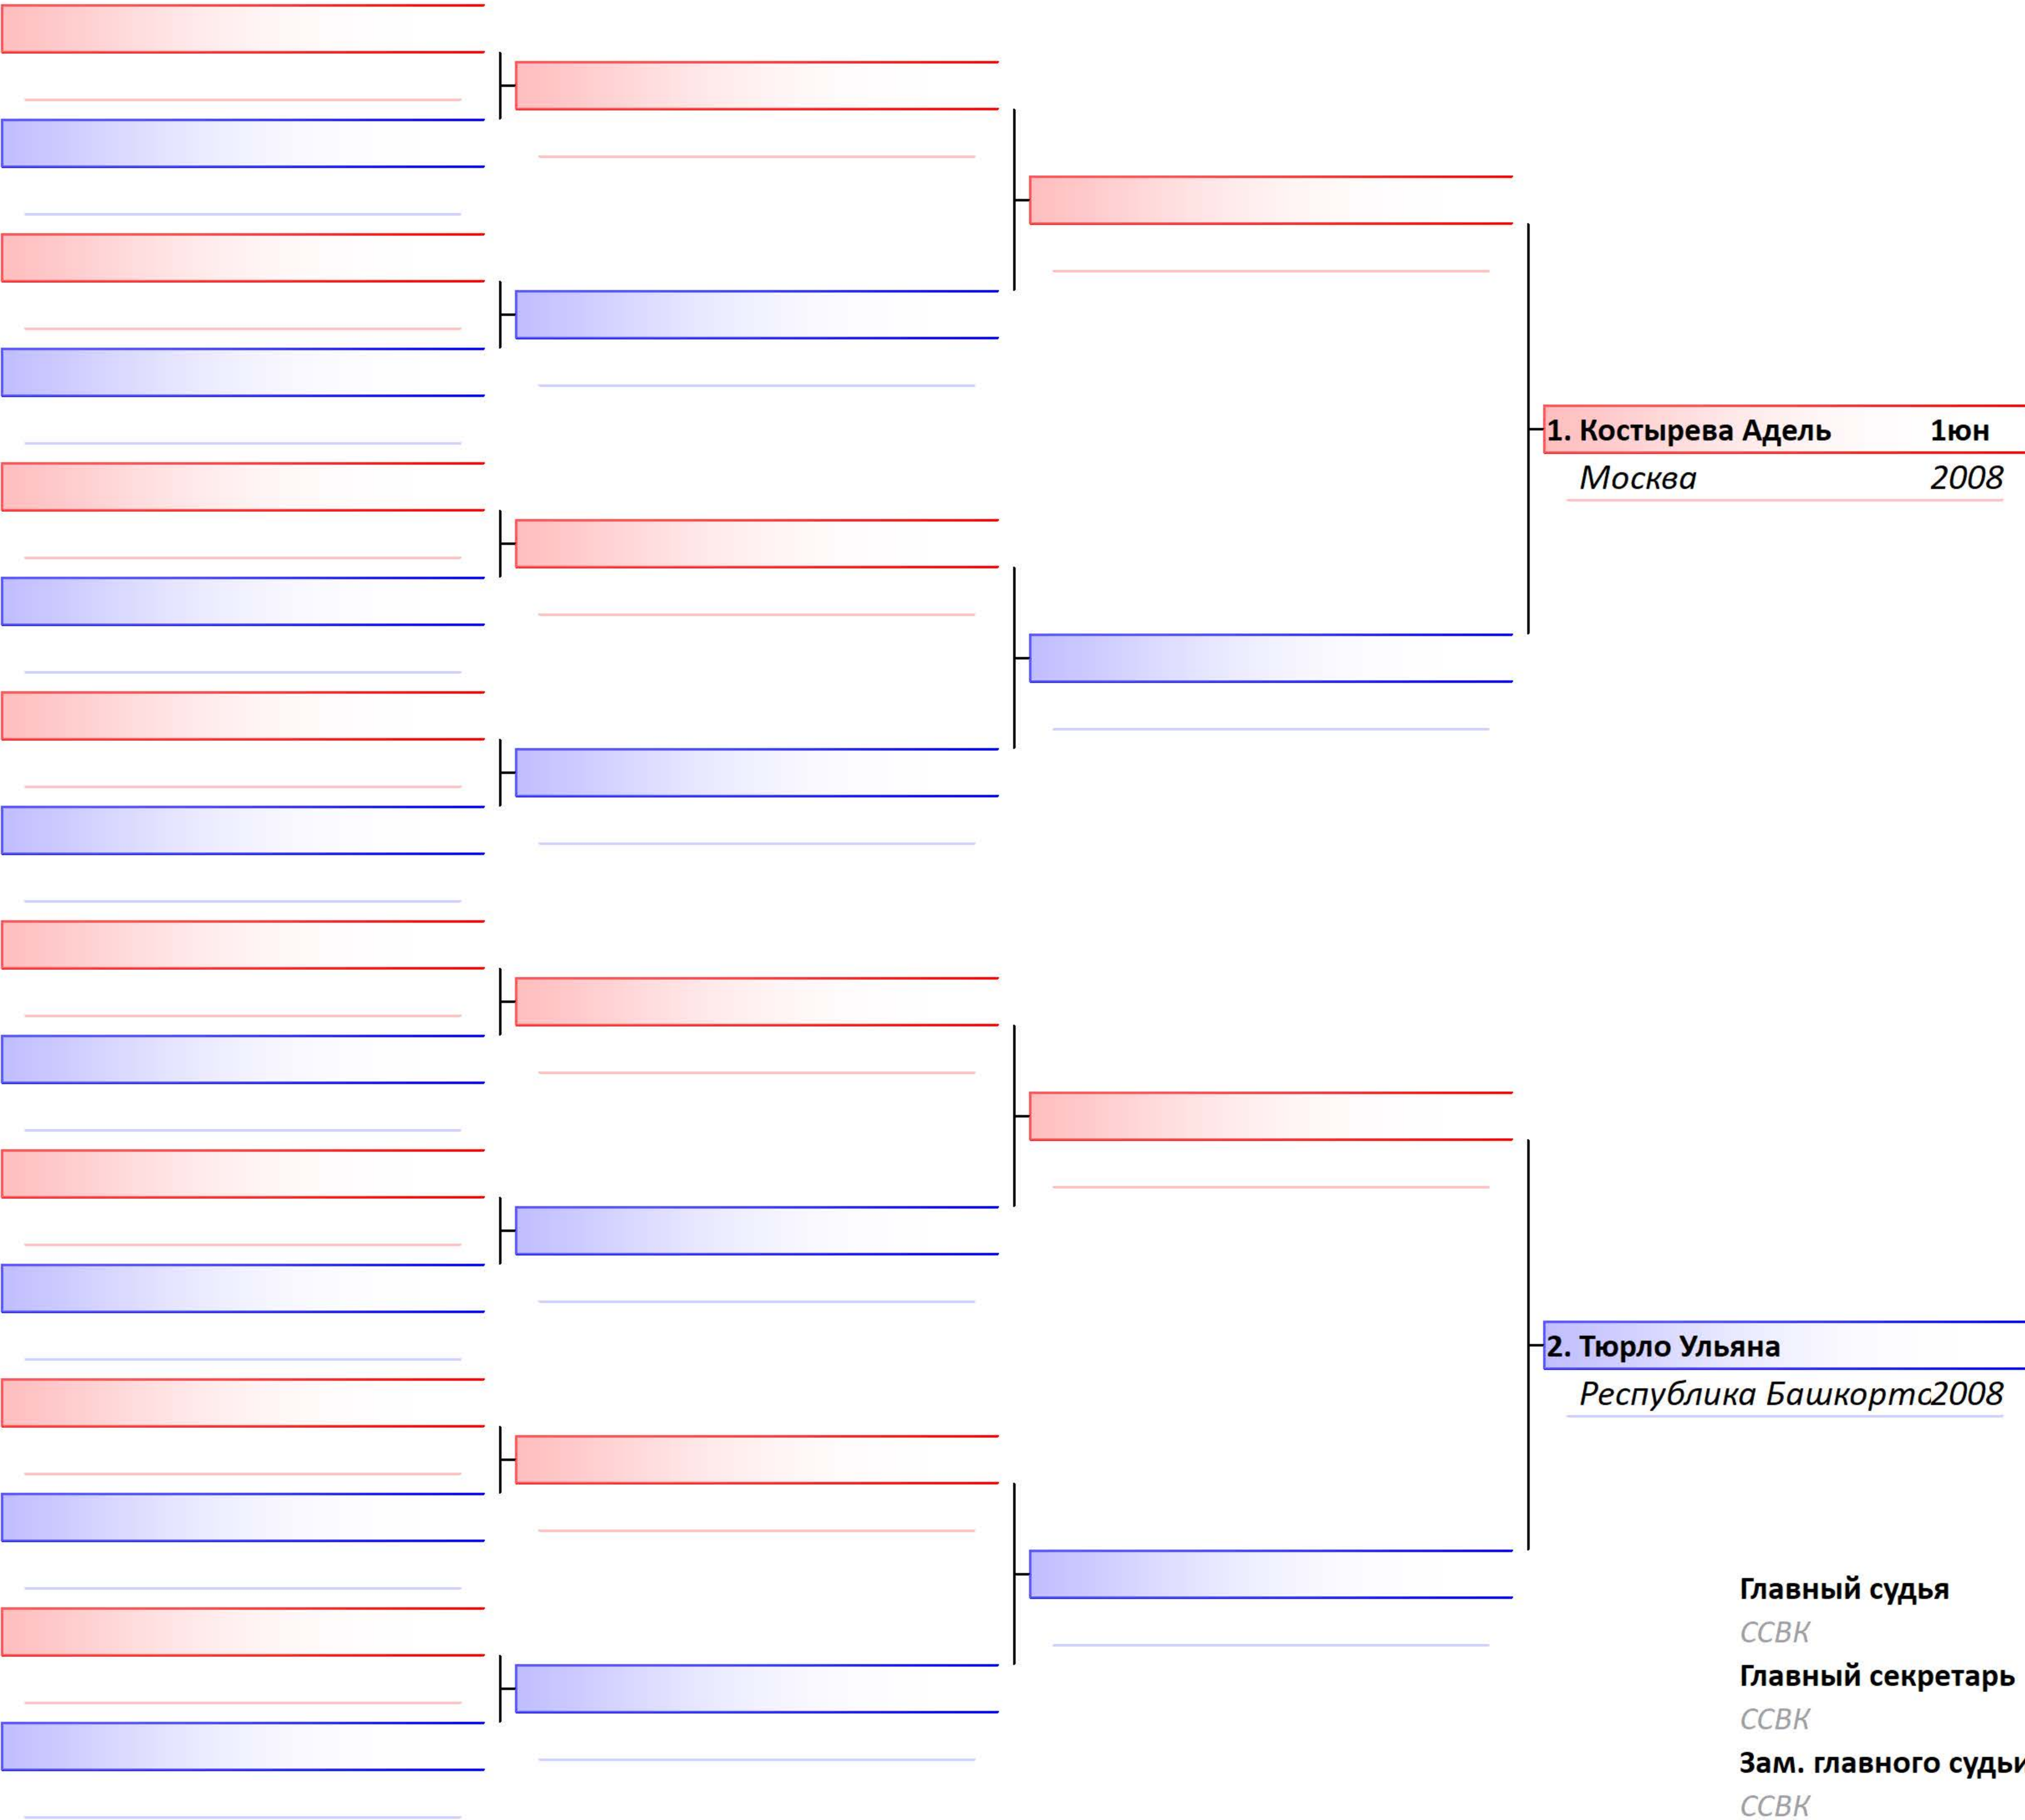 1. Костырева Адель 1юн
Москва 2008
2. Тюрло Ульяна
Республика Башкорто2008
Главный судья
ССВК
Главный секретарь
ССВК
Зам. главного судьи
ССВК